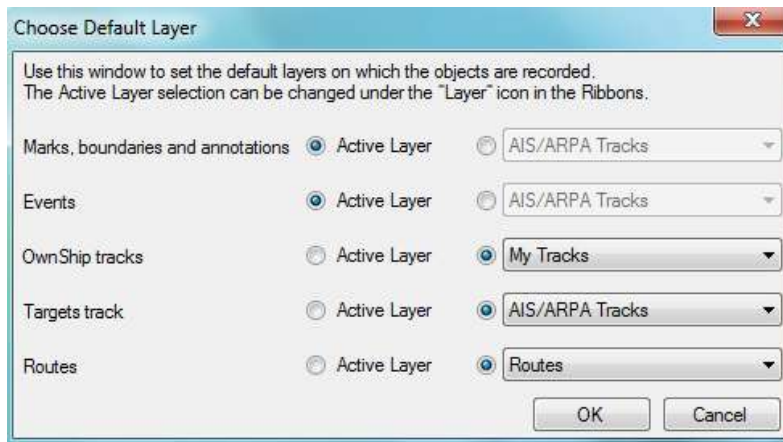 Choose Default Layer
Use this window to set the default layers on which the objects are recorded.
The Active Layer selection can be changed under the "Layer" icon in the Ribbons.
Marks, boundaries and annotations Active Layer AIS/ARPA Tracks
Events Active Layer AIS/ARPA Tracks
OwnShip tracks Active Layer My Tracks
Targets track Active Layer AIS/ARPA Tracks
Routes Active Layer Routes
OK Cancel